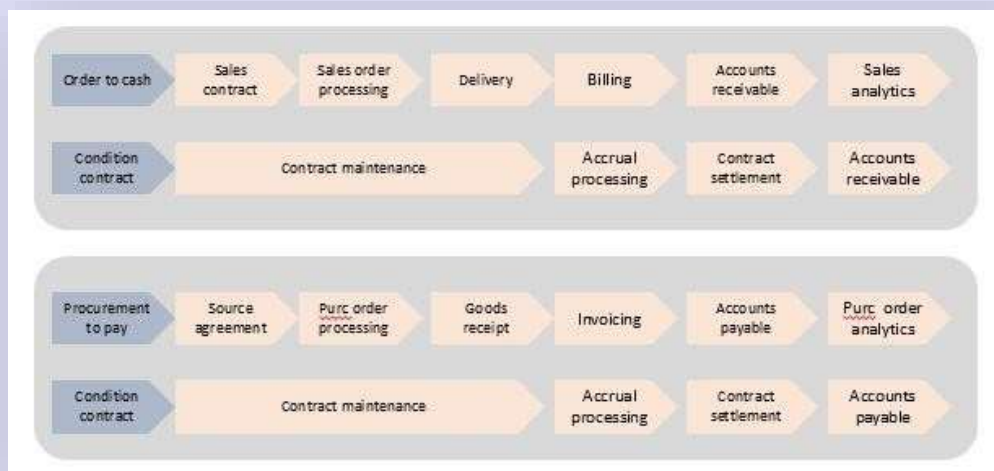 Order to cash
Sales
contract
Sales order
processing
Delivery
Billing
Accounts
receivable
Sales
analytics
Condition
contract
Contract maintenance
Accrual
processing
Contract
settlement
Accounts
receivable
Procurement
to pay
Source
agreement
Purc order
processing
Goods
receipt
Invoicing
Accounts
payable
Purc order
analytics
Condition
contract
Contract maintenance
Accrual
processing
Contract
settlement
Accounts
payable